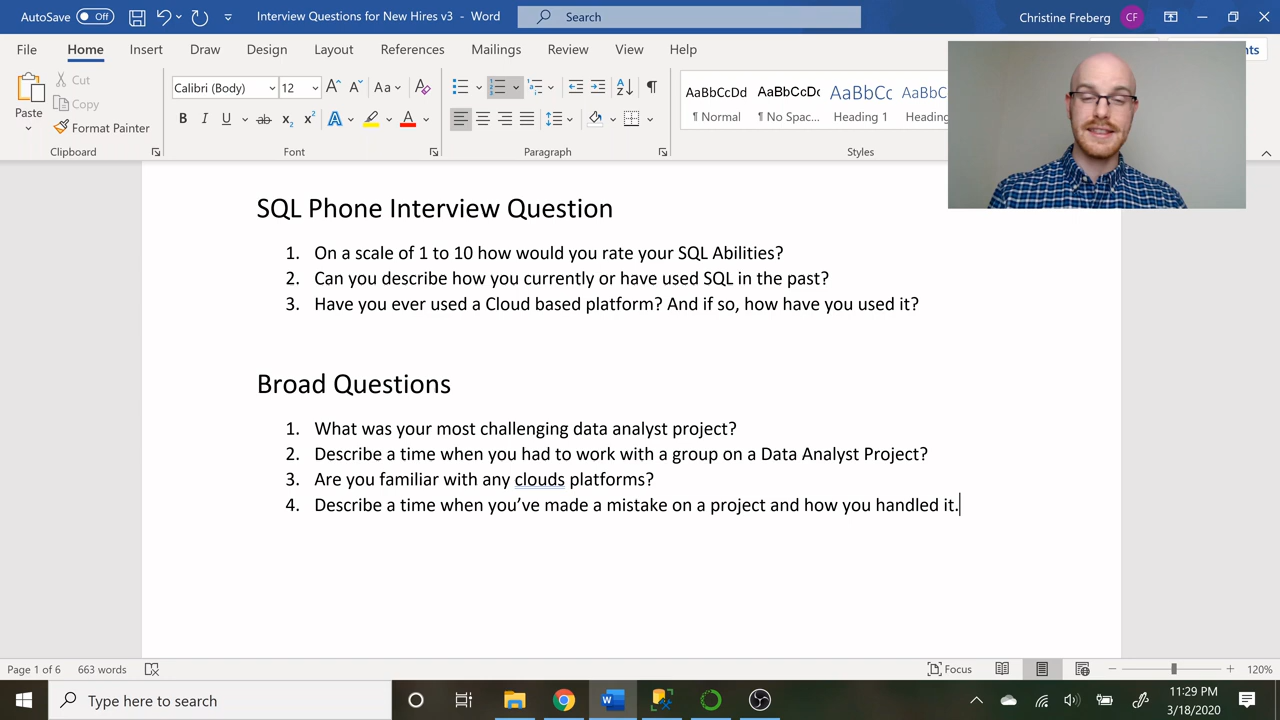 AutoSave Off Interview Questions for New Hires v3 - Word Search Christine Freberg CF
File Home Insert Draw Design Layout References Mailings Review View Help
Paste Cut Copy Format Painter
Calibri (Body) 12 A A Aa A
B I U ab x₂ x² A A
AaBbCcDd AaBbCcDc AaBbCc AaBbC
¶ Normal ¶ No Spac... Heading 1 Heading
Clipboard Font Paragraph Styles
SQL Phone Interview Question
1. On a scale of 1 to 10 how would you rate your SQL Abilities?
2. Can you describe how you currently or have used SQL in the past?
3. Have you ever used a Cloud based platform? And if so, how have you used it?
Broad Questions
1. What was your most challenging data analyst project?
2. Describe a time when you had to work with a group on a Data Analyst Project?
3. Are you familiar with any clouds platforms?
4. Describe a time when you’ve made a mistake on a project and how you handled it.
Page 1 of 6 663 words Focus 120%
Type here to search
11:29 PM
3/18/2020